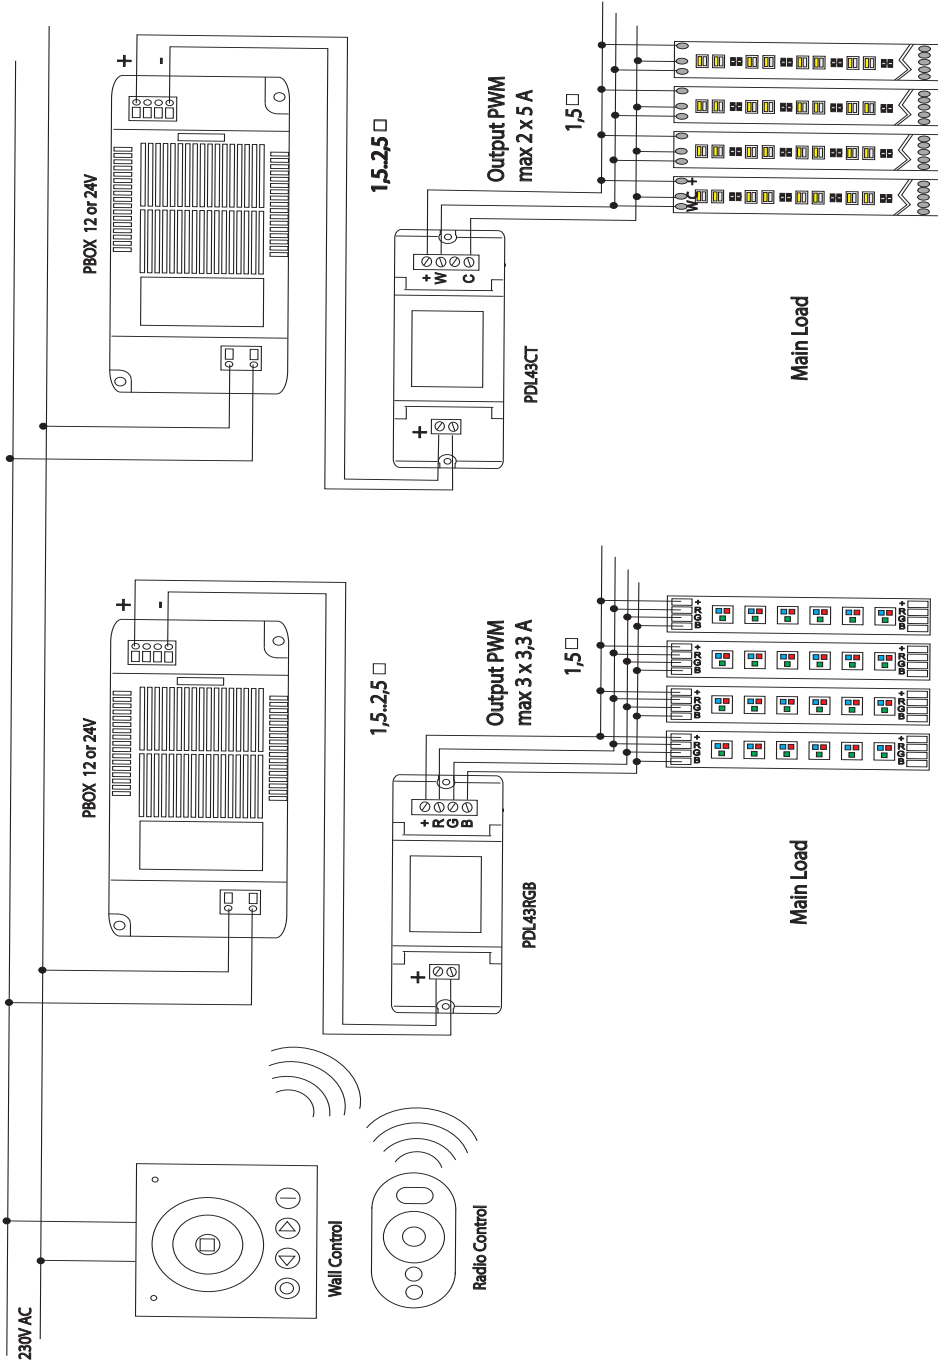 230V AC
Wall Control
Radio Control
PBOX 12 or 24V
+
-
1,5..2,5 □
+
+ R G B
PDL43RGB
Output PWM
max 3 x 3,3 A
1,5 □
+ R G B
+ R G B
+ R G B
+ R G B
+ R G B
+ R G B
+ R G B
+ R G B
Main Load
PBOX 12 or 24V
+
-
1,5..2,5 □
+
+ W C
PDL43CT
Output PWM
max 2 x 5 A
1,5 □
W C +
Main Load